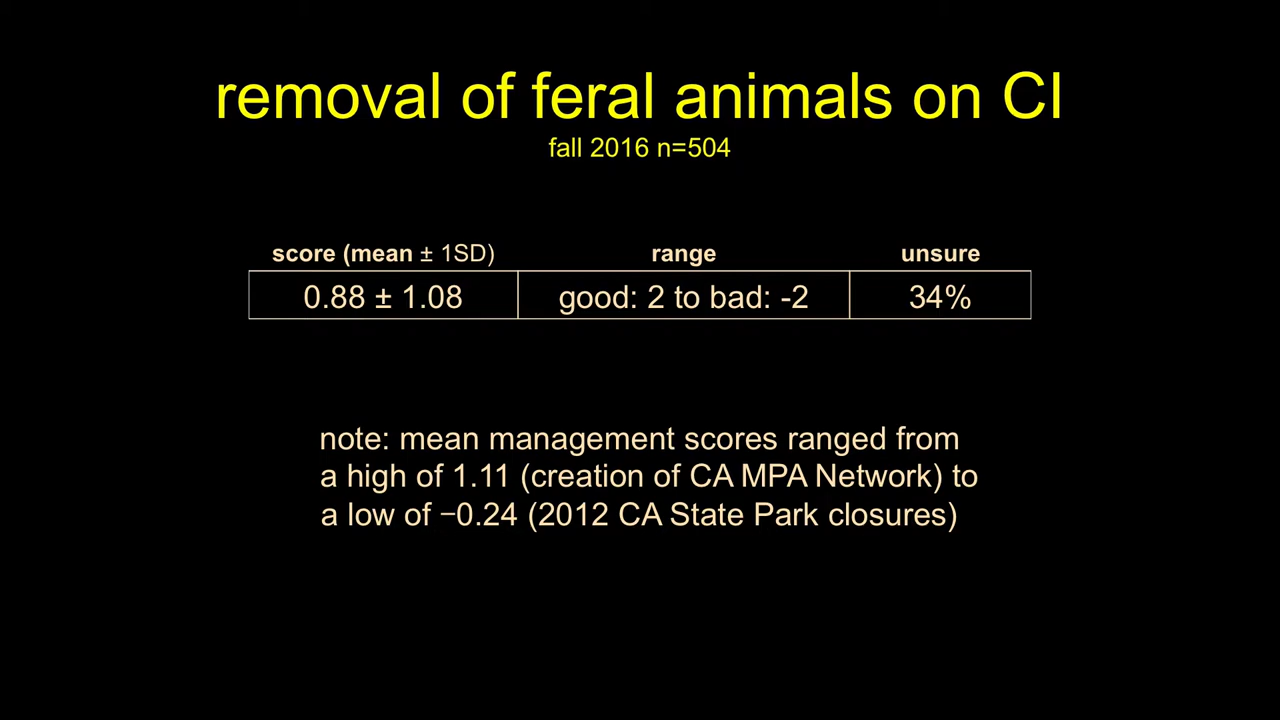 removal of feral animals on CI
fall 2016 n=504
score (mean ± 1SD) range unsure
0.88 ± 1.08 good: 2 to bad: -2 34%
note: mean management scores ranged from
a high of 1.11 (creation of CA MPA Network) to
a low of −0.24 (2012 CA State Park closures)